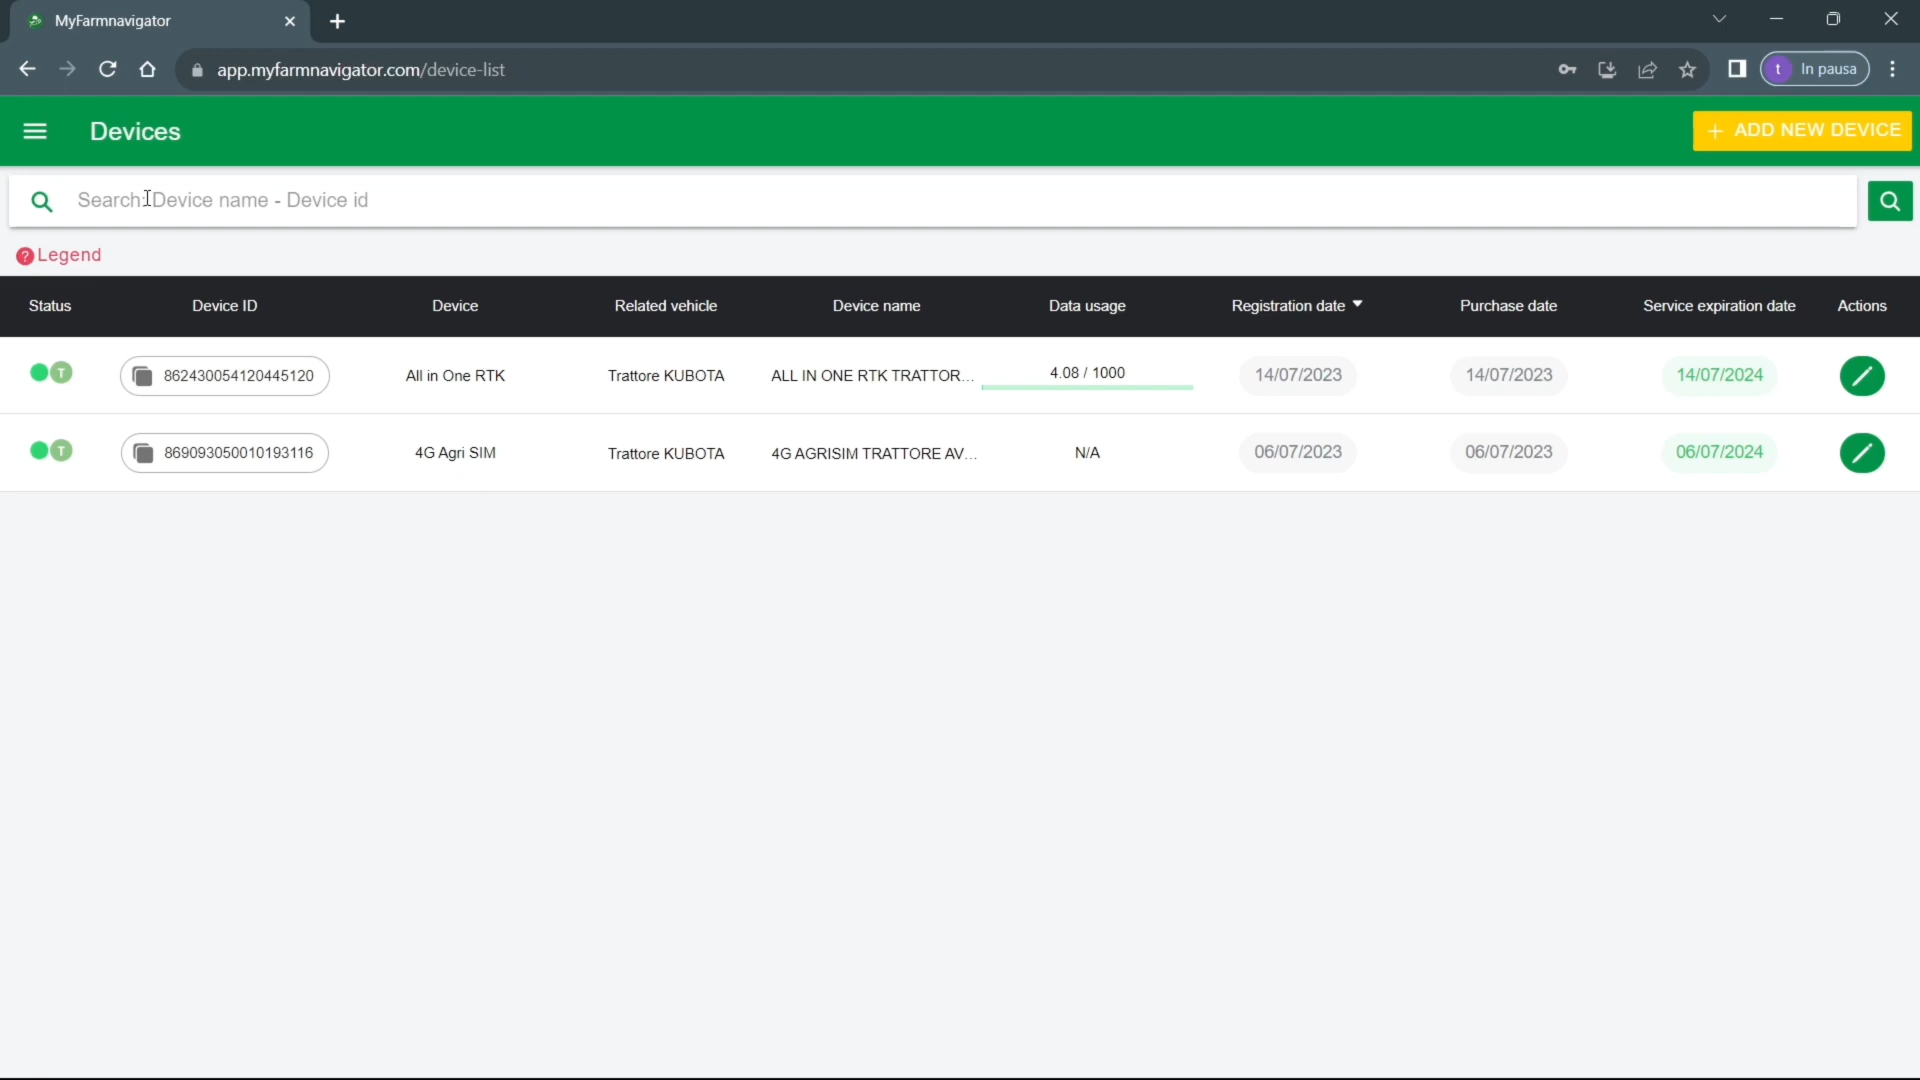 MyFarmnavigator
app.myfarmnavigator.com/device-list
t In pausa
Devices
+ ADD NEW DEVICE
Search: Device name - Device id
? Legend
Status Device ID Device Related vehicle Device name Data usage Registration date Purchase date Service expiration date Actions
T 862430054120445120 All in One RTK Trattore KUBOTA ALL IN ONE RTK TRATTOR... 4.08 / 1000 14/07/2023 14/07/2023 14/07/2024
T 869093050010193116 4G Agri SIM Trattore KUBOTA 4G AGRISIM TRATTORE AV... N/A 06/07/2023 06/07/2023 06/07/2024